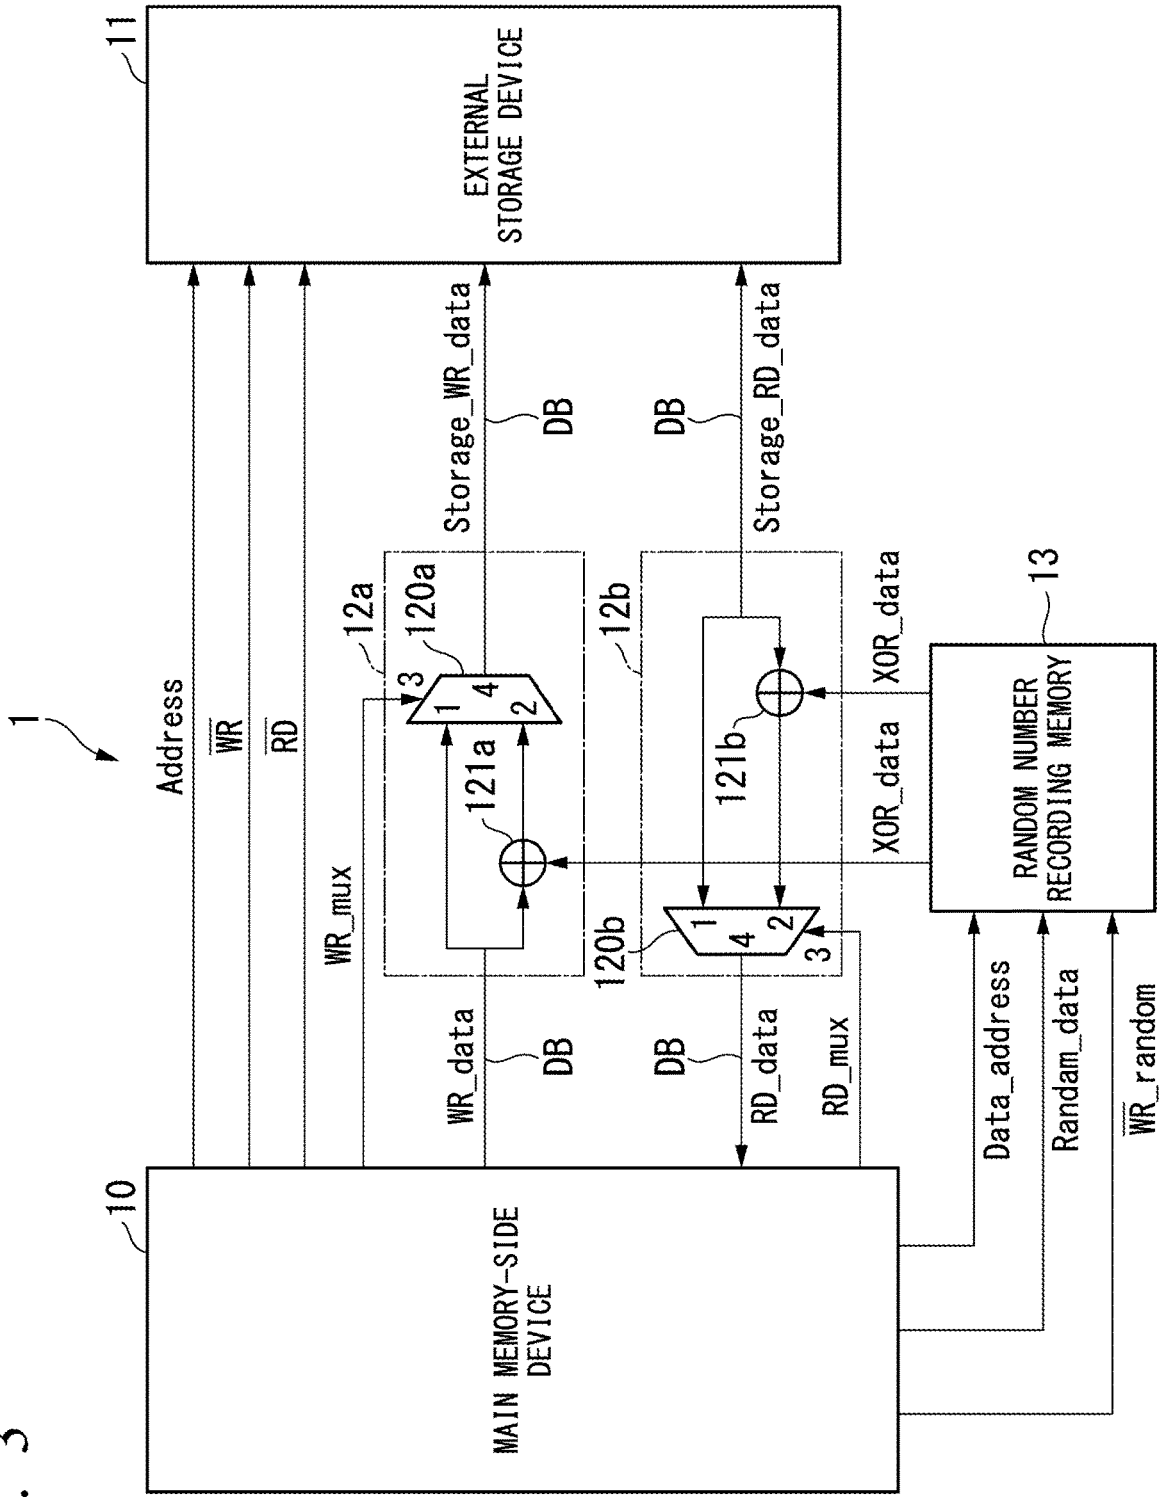 . 3
1
10
MAIN MEMORY-SIDE
DEVICE
11
EXTERNAL
STORAGE DEVICE
Address
WR
RD
WR_mux
WR_data
DB
12a
120a
121a
1
2
3
4
Storage_WR_data
DB
12b
120b
121b
1
2
3
4
Storage_RD_data
DB
RD_data
DB
RD_mux
XOR_data
XOR_data
13
RANDOM NUMBER
RECORDING MEMORY
Data_address
Randam_data
WR_random